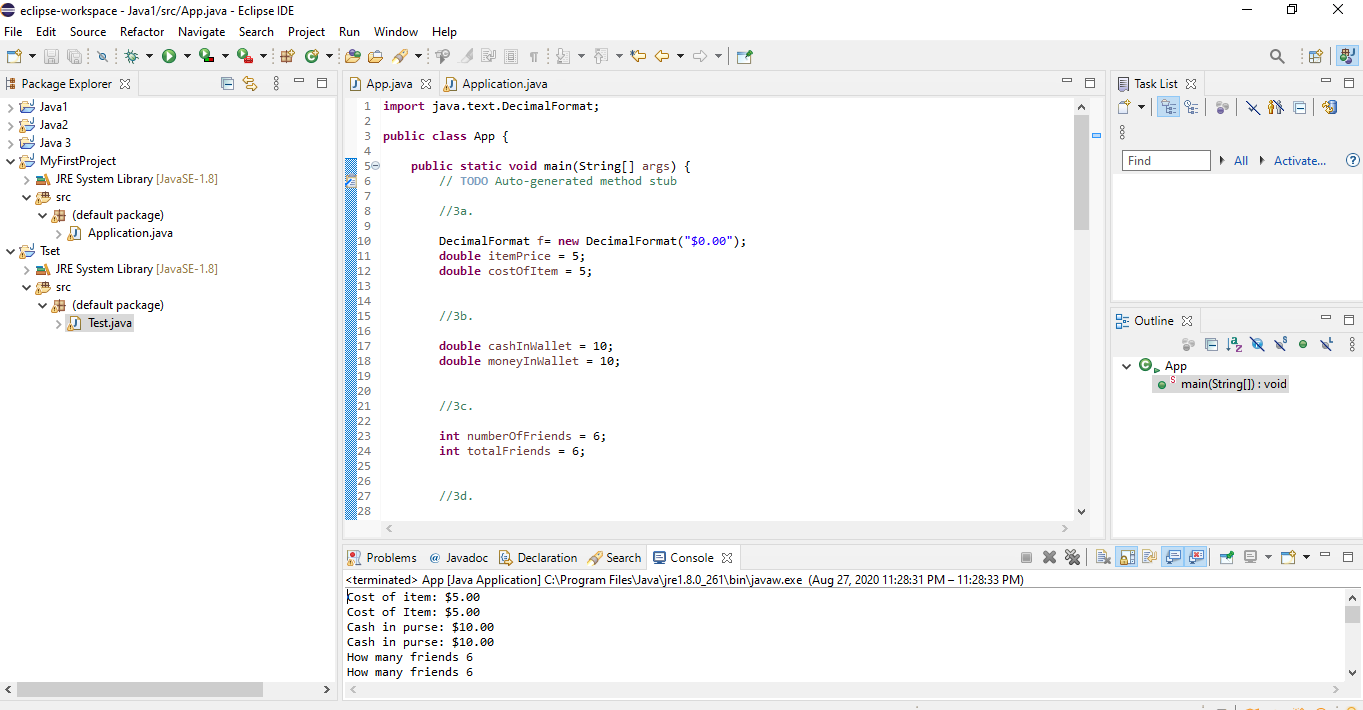 eclipse-workspace - Java1/src/App.java - Eclipse IDE
File Edit Source Refactor Navigate Search Project Run Window Help
Package Explorer
Java1
Java2
Java 3
MyFirstProject
JRE System Library [JavaSE-1.8]
src
(default package)
Application.java
Tset
JRE System Library [JavaSE-1.8]
src
(default package)
Test.java
App.java Application.java
1 import java.text.DecimalFormat;
2
3 public class App {
4
5 public static void main(String[] args) {
6 // TODO Auto-generated method stub
7
8 //3a.
9
10 DecimalFormat f= new DecimalFormat("$0.00");
11 double itemPrice = 5;
12 double costOfItem = 5;
13
14
15 //3b.
16
17 double cashInWallet = 10;
18 double moneyInWallet = 10;
19
20
21 //3c.
22
23 int numberOfFriends = 6;
24 int totalFriends = 6;
25
26
27 //3d.
28
Task List
Find All Activate...
Outline
App
main(String[]) : void
Problems Javadoc Declaration Search Console
<terminated> App [Java Application] C:\Program Files\Java\jre1.8.0_261\bin\javaw.exe (Aug 27, 2020 11:28:31 PM – 11:28:33 PM)
Cost of item: $5.00
Cost of Item: $5.00
Cash in purse: $10.00
Cash in purse: $10.00
How many friends 6
How many friends 6